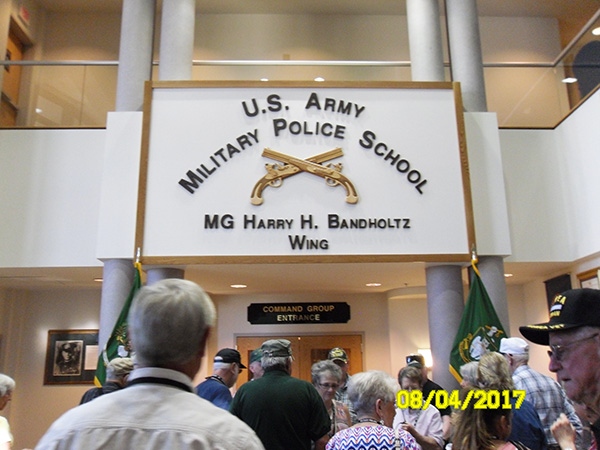 U.S. ARMY
MILITARY POLICE SCHOOL
MG HARRY H. BANDHOLTZ
WING
COMMAND GROUP
ENTRANCE
08/04/2017